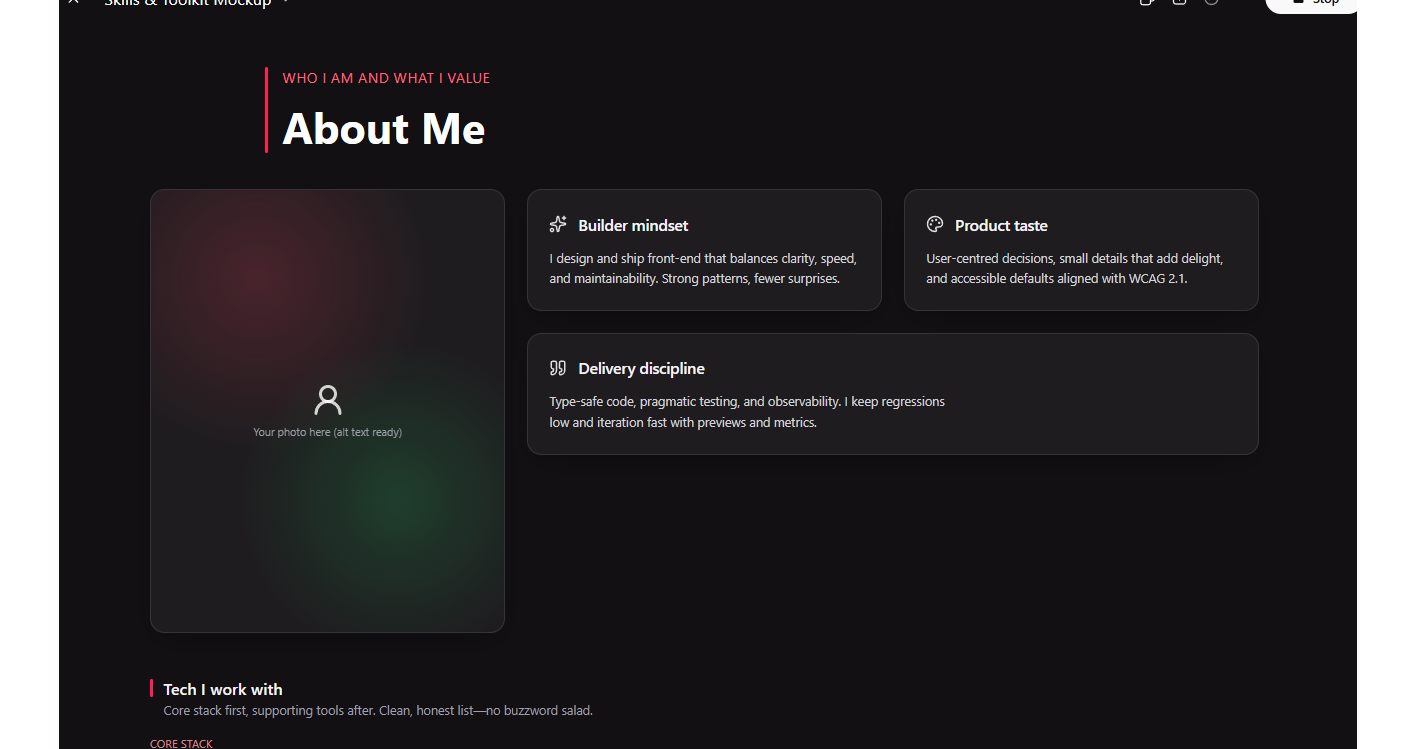 Skills & Toolkit Mockup
Stop
WHO I AM AND WHAT I VALUE
About Me
Your photo here (alt text ready)
Builder mindset
I design and ship front-end that balances clarity, speed,
and maintainability. Strong patterns, fewer surprises.
Product taste
User-centred decisions, small details that add delight,
and accessible defaults aligned with WCAG 2.1.
Delivery discipline
Type-safe code, pragmatic testing, and observability. I keep regressions
low and iteration fast with previews and metrics.
Tech I work with
Core stack first, supporting tools after. Clean, honest list—no buzzword salad.
CORE STACK